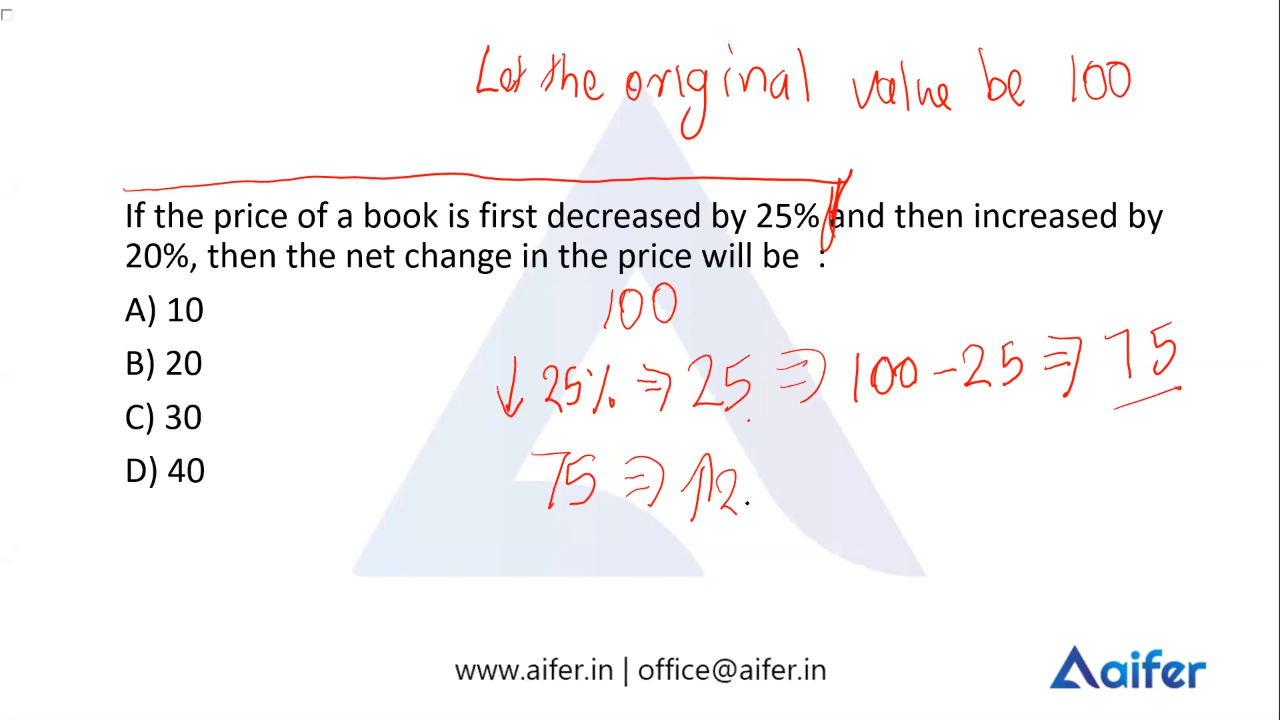 Let the original value be 100
If the price of a book is first decreased by 25% and then increased by
20%, then the net change in the price will be :
A) 10
100
B) 20
↓ 25% ⇒ 25 ⇒ 100 - 25 ⇒ 75
C) 30
D) 40
75 ⇒ ↑ 2
www.aifer.in | office@aifer.in
aifer